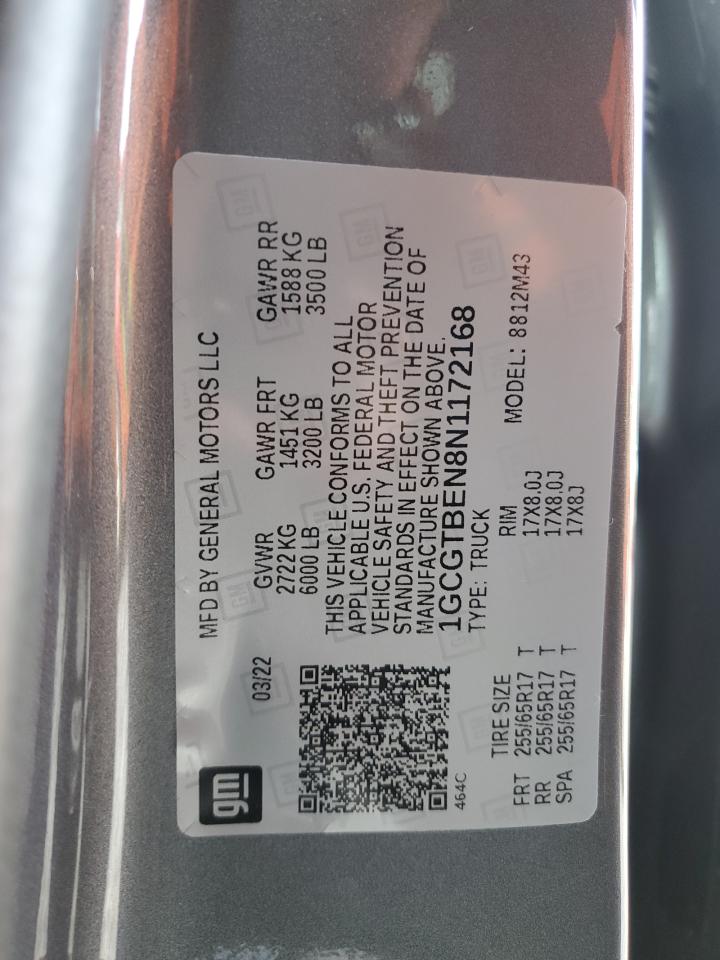 gm
MFD BY GENERAL MOTORS LLC
03/22
GVWR GAWR FRT GAWR RR
2722 KG 1451 KG 1588 KG
6000 LB 3200 LB 3500 LB
THIS VEHICLE CONFORMS TO ALL
APPLICABLE U.S. FEDERAL MOTOR
VEHICLE SAFETY AND THEFT PREVENTION
STANDARDS IN EFFECT ON THE DATE OF
MANUFACTURE SHOWN ABOVE.
1GCGTBEN8N1172168
464C
TYPE: TRUCK MODEL: 8812M43
TIRE SIZE RIM
FRT 255/65R17 T 17X8.0J
RR 255/65R17 T 17X8.0J
SPA 255/65R17 T 17X8J